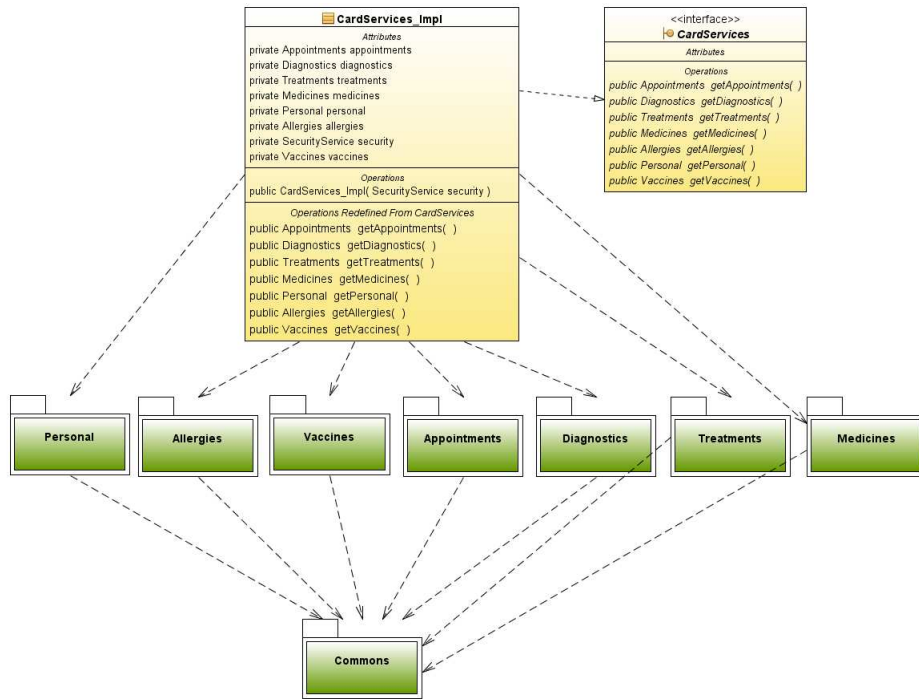 CardServices_Impl
Attributes
private Appointments appointments
private Diagnostics diagnostics
private Treatments treatments
private Medicines medicines
private Personal personal
private Allergies allergies
private SecurityService security
private Vaccines vaccines
Operations
public CardServices_Impl( SecurityService security )
Operations Redefined From CardServices
public Appointments getAppointments( )
public Diagnostics getDiagnostics( )
public Treatments getTreatments( )
public Medicines getMedicines( )
public Personal getPersonal( )
public Allergies getAllergies( )
public Vaccines getVaccines( )
<<interface>>
CardServices
Attributes
Operations
public Appointments getAppointments( )
public Diagnostics getDiagnostics( )
public Treatments getTreatments( )
public Medicines getMedicines( )
public Allergies getAllergies( )
public Personal getPersonal( )
public Vaccines getVaccines( )
Personal
Allergies
Vaccines
Appointments
Diagnostics
Treatments
Medicines
Commons